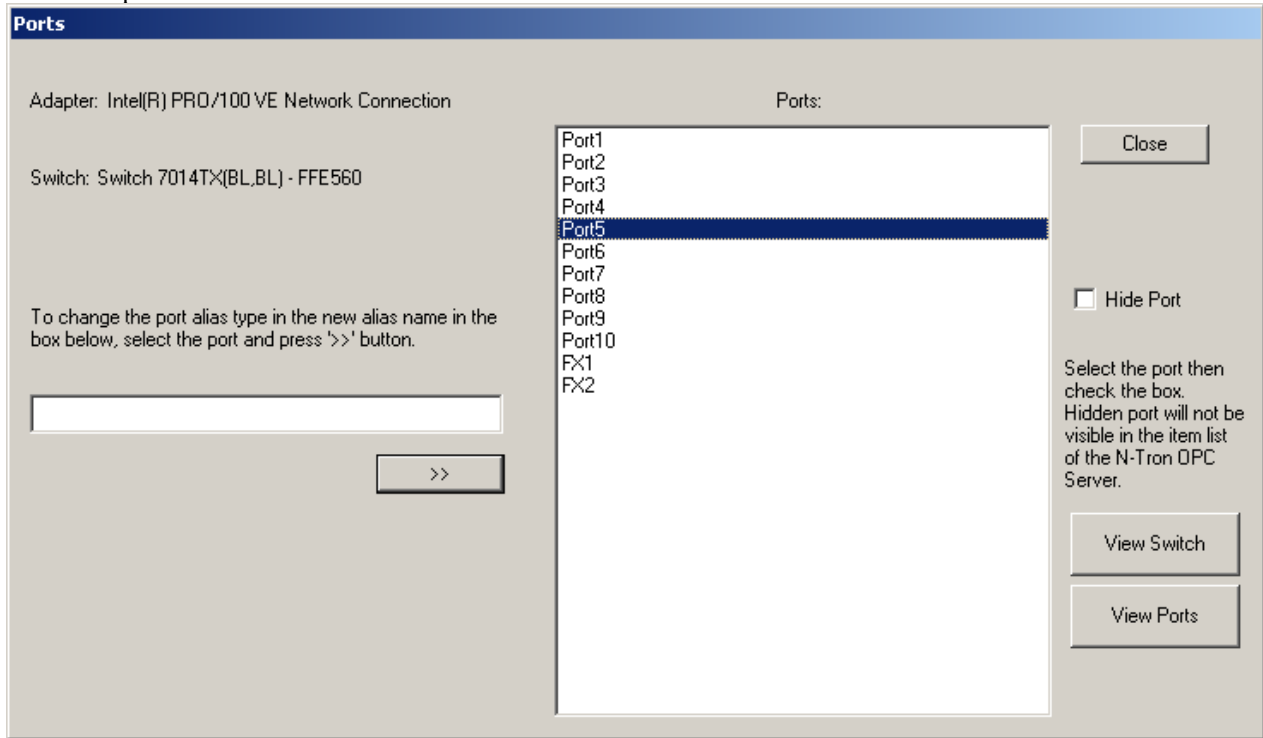 Ports
Adapter: Intel(R) PRO/100 VE Network Connection
Switch: Switch 7014TX(BL,BL) - FFE560
To change the port alias type in the new alias name in the
box below, select the port and press '>>' button.
>>
Ports:
Port1
Port2
Port3
Port4
Port5
Port6
Port7
Port8
Port9
Port10
FX1
FX2
Close
Hide Port
Select the port then
check the box.
Hidden port will not be
visible in the item list
of the N-Tron OPC
Server.
View Switch
View Ports